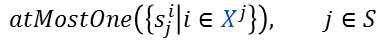 atMostOne({s_j^i | i ∈ X^j}),    j ∈ S